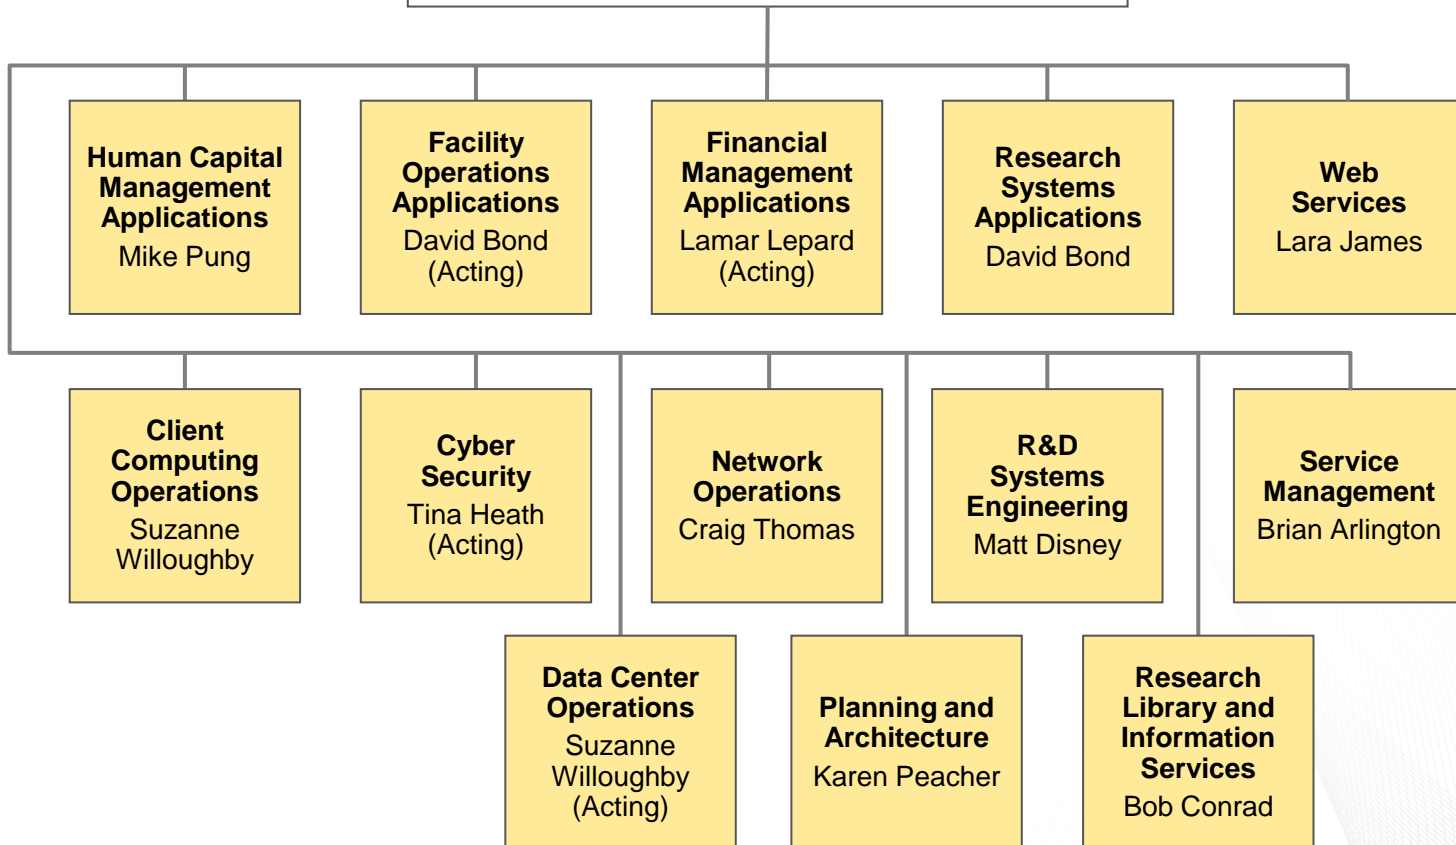 Human Capital
Management
Applications
Mike Pung
Facility
Operations
Applications
David Bond
(Acting)
Financial
Management
Applications
Lamar Lepard
(Acting)
Research
Systems
Applications
David Bond
Web
Services
Lara James
Client
Computing
Operations
Suzanne
Willoughby
Cyber
Security
Tina Heath
(Acting)
Network
Operations
Craig Thomas
R&D
Systems
Engineering
Matt Disney
Service
Management
Brian Arlington
Data Center
Operations
Suzanne
Willoughby
(Acting)
Planning and
Architecture
Karen Peacher
Research
Library and
Information
Services
Bob Conrad